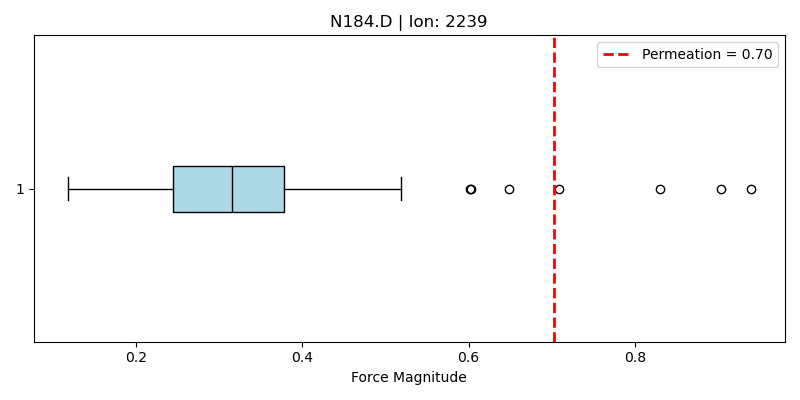 N184.D | Ion: 2239
Permeation = 0.70
1
0.2 0.4 0.6 0.8
Force Magnitude